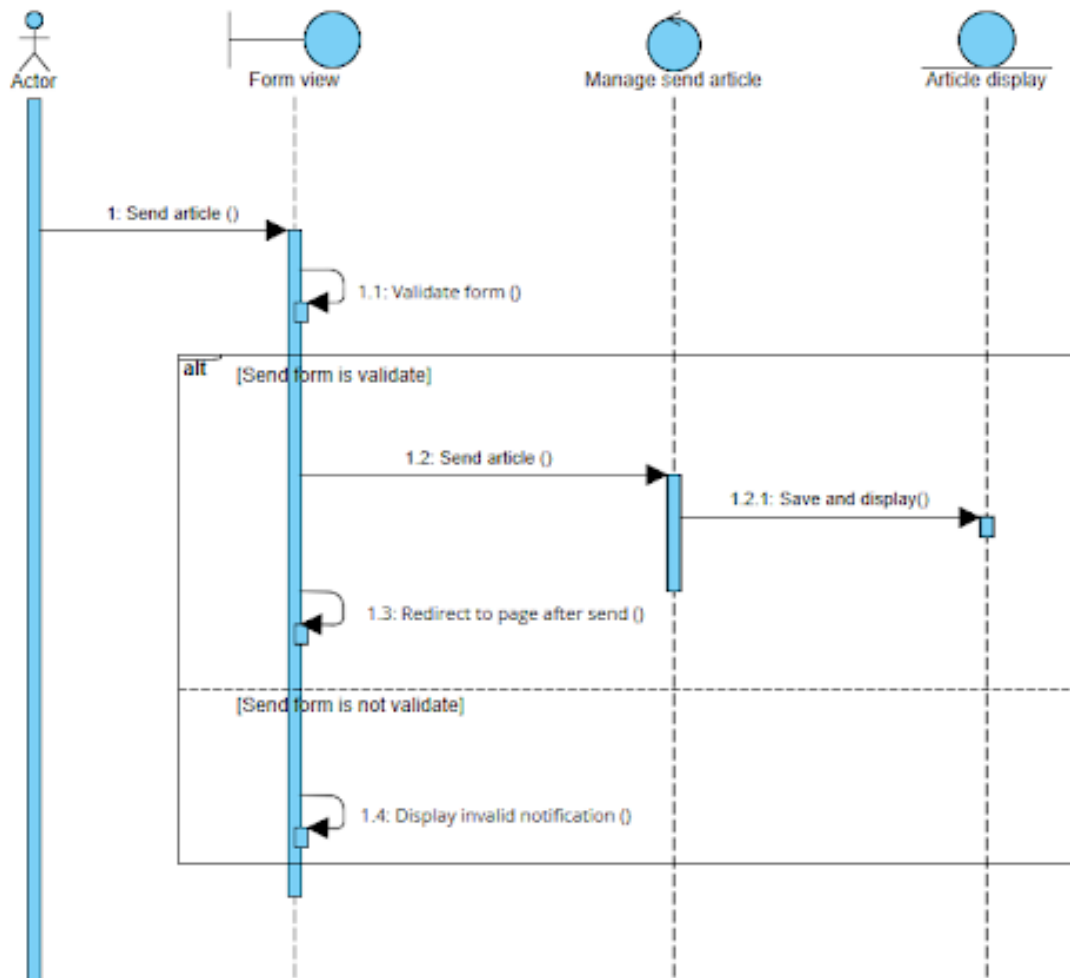 Actor
Form view
Manage send article
Article display
1: Send article ()
1.1: Validate form ()
alt
[Send form is validate]
1.2: Send article ()
1.2.1: Save and display()
1.3: Redirect to page after send ()
[Send form is not validate]
1.4: Display invalid notification ()